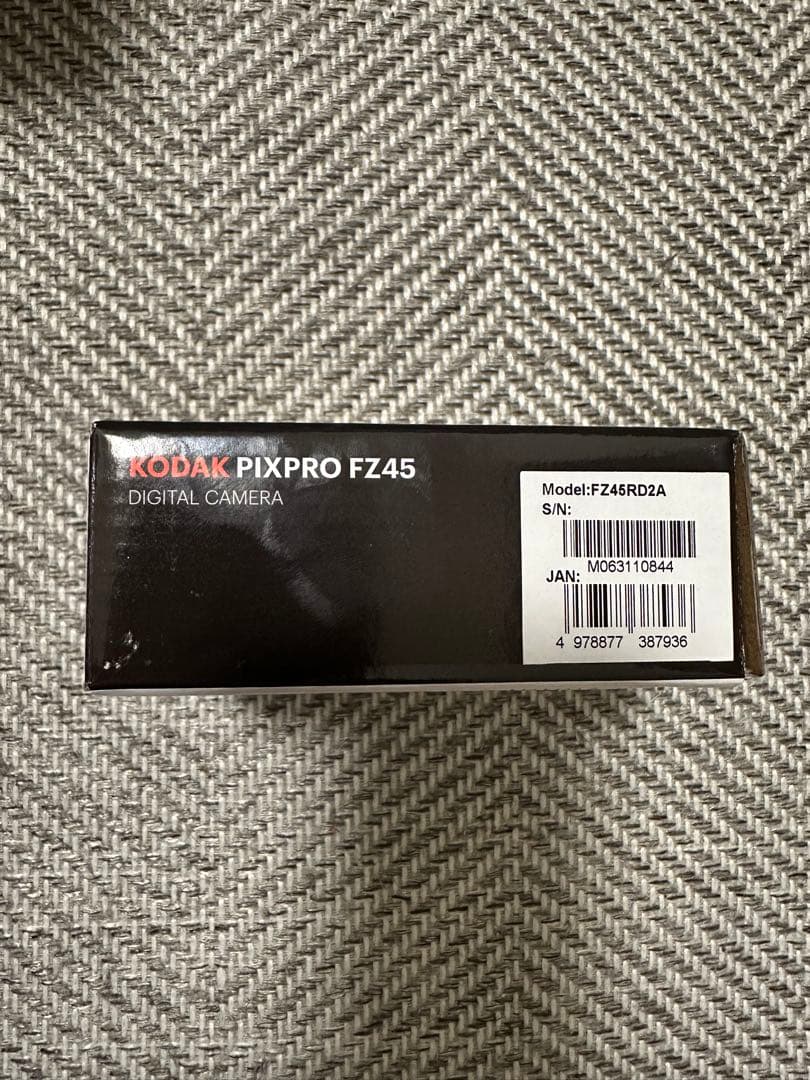 KODAK PIXPRO FZ45
DIGITAL CAMERA
Model:FZ45RD2A
S/N:
M063110844
JAN:
4 978877 387936